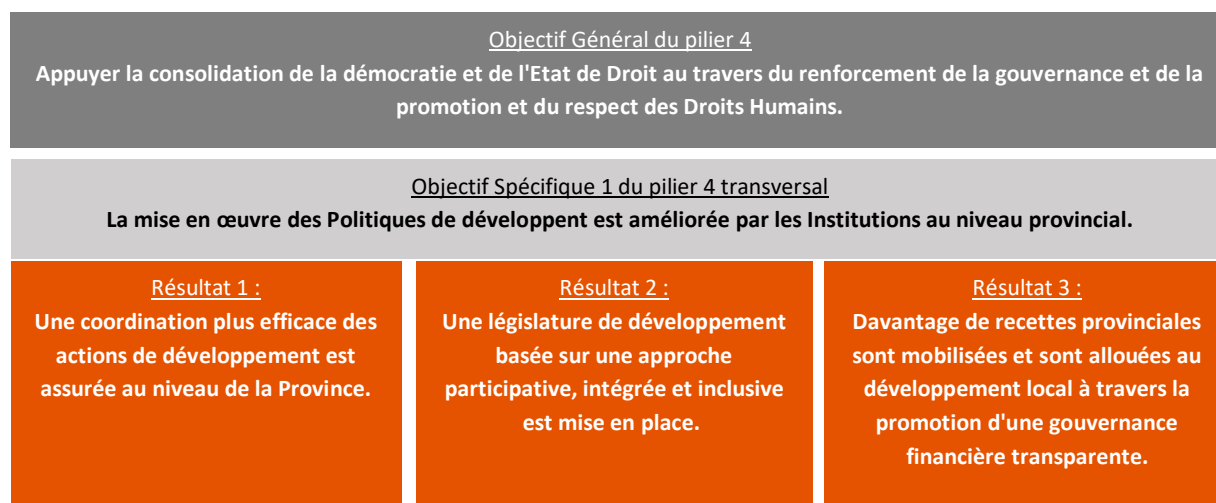 Objectif Général du pilier 4
Appuyer la consolidation de la démocratie et de l'Etat de Droit au travers du renforcement de la gouvernance et de la
promotion et du respect des Droits Humains.
Objectif Spécifique 1 du pilier 4 transversal
La mise en œuvre des Politiques de développent est améliorée par les Institutions au niveau provincial.
Résultat 1 :
Une coordination plus efficace des
actions de développement est
assurée au niveau de la Province.
Résultat 2 :
Une législature de développement
basée sur une approche
participative, intégrée et inclusive
est mise en place.
Résultat 3 :
Davantage de recettes provinciales
sont mobilisées et sont allouées au
développement local à travers la
promotion d'une gouvernance
financière transparente.